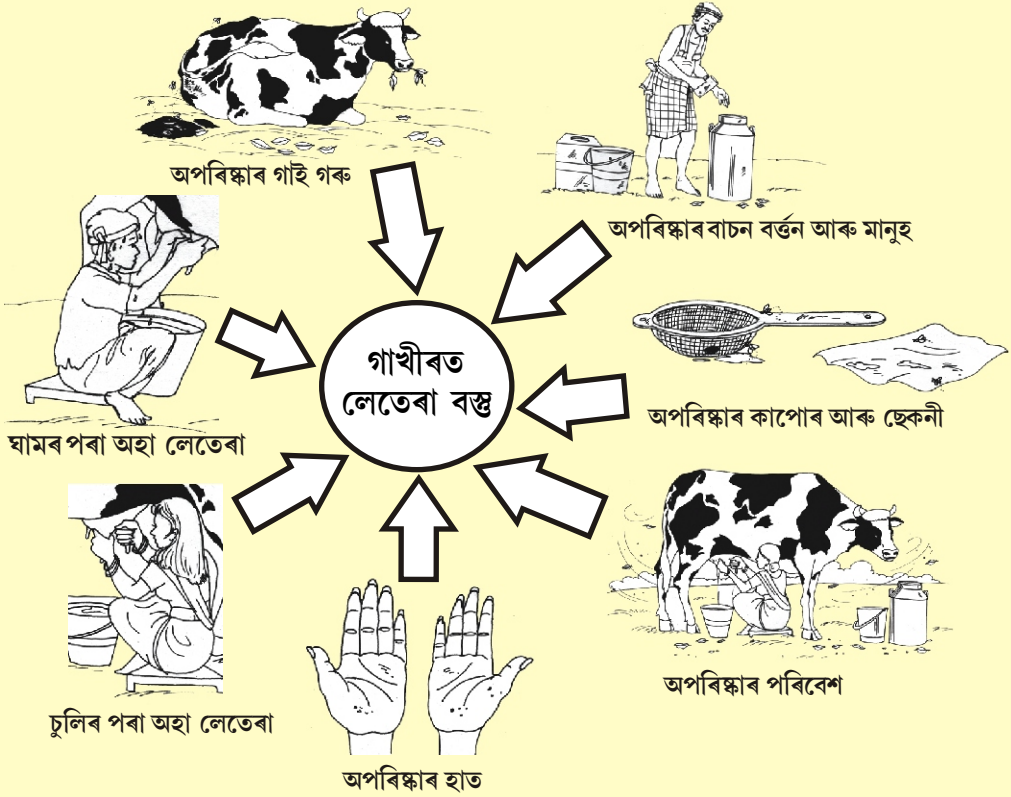 অপৰিষ্কাৰ গাই গৰু
অপৰিষ্কাৰ বাচন বৰ্ত্তন আৰু মানুহ
গাখীৰত
লেতেৰা বস্তু
অপৰিষ্কাৰ কাপোৰ আৰু ছেকনী
ঘামৰ পৰা অহা লেতেৰা
অপৰিষ্কাৰ পৰিবেশ
চুলিৰ পৰা অহা লেতেৰা
অপৰিষ্কাৰ হাত